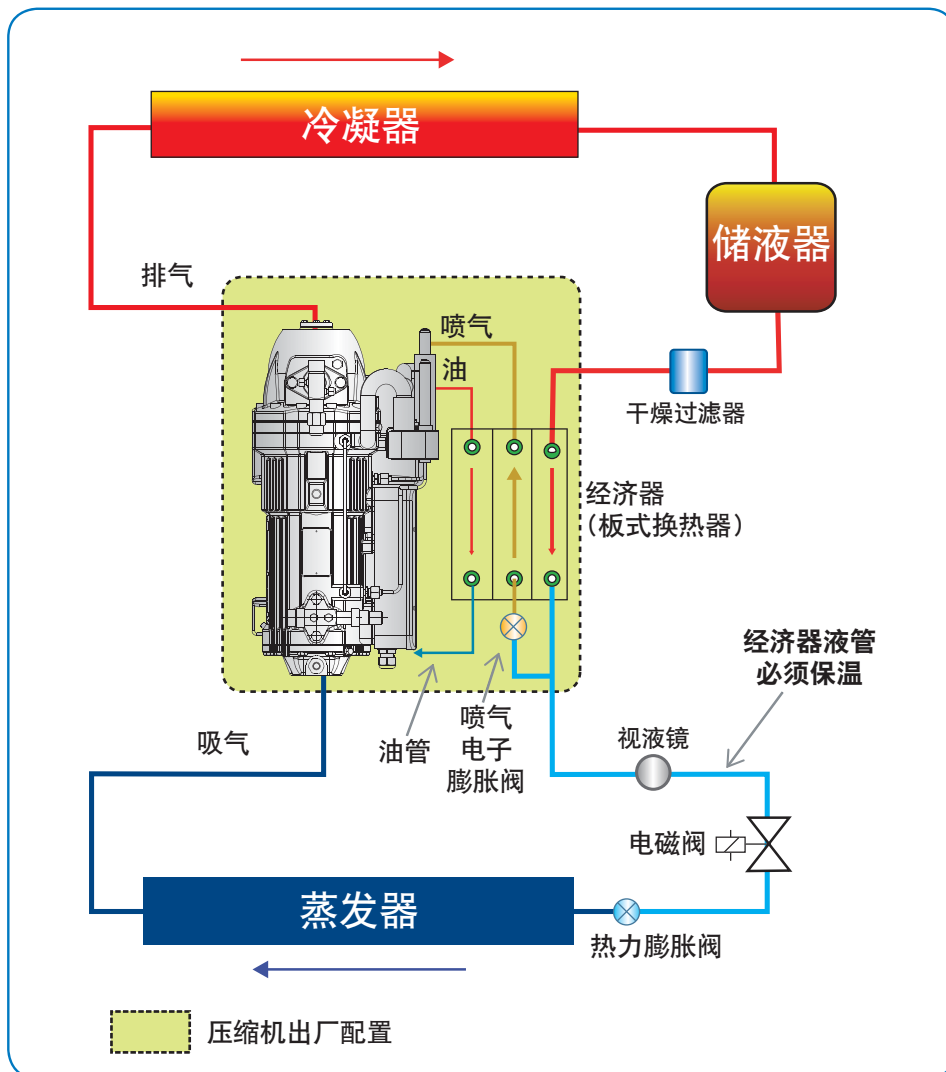 冷凝器
储液器
排气
喷气
油
干燥过滤器
经济器
（板式换热器）
经济器液管
必须保温
吸气
油管
喷气
电子
膨胀阀
视液镜
电磁阀
蒸发器
热力膨胀阀
压缩机出厂配置